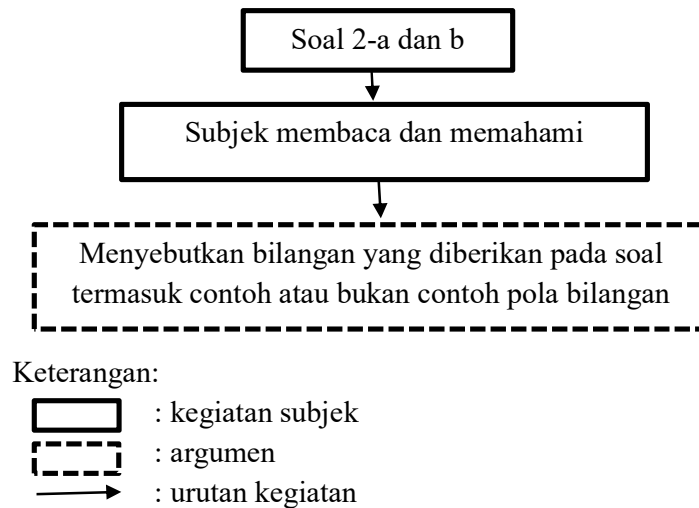 Soal 2-a dan b
Subjek membaca dan memahami
Menyebutkan bilangan yang diberikan pada soal
termasuk contoh atau bukan contoh pola bilangan
Keterangan:
: kegiatan subjek
: argumen
: urutan kegiatan